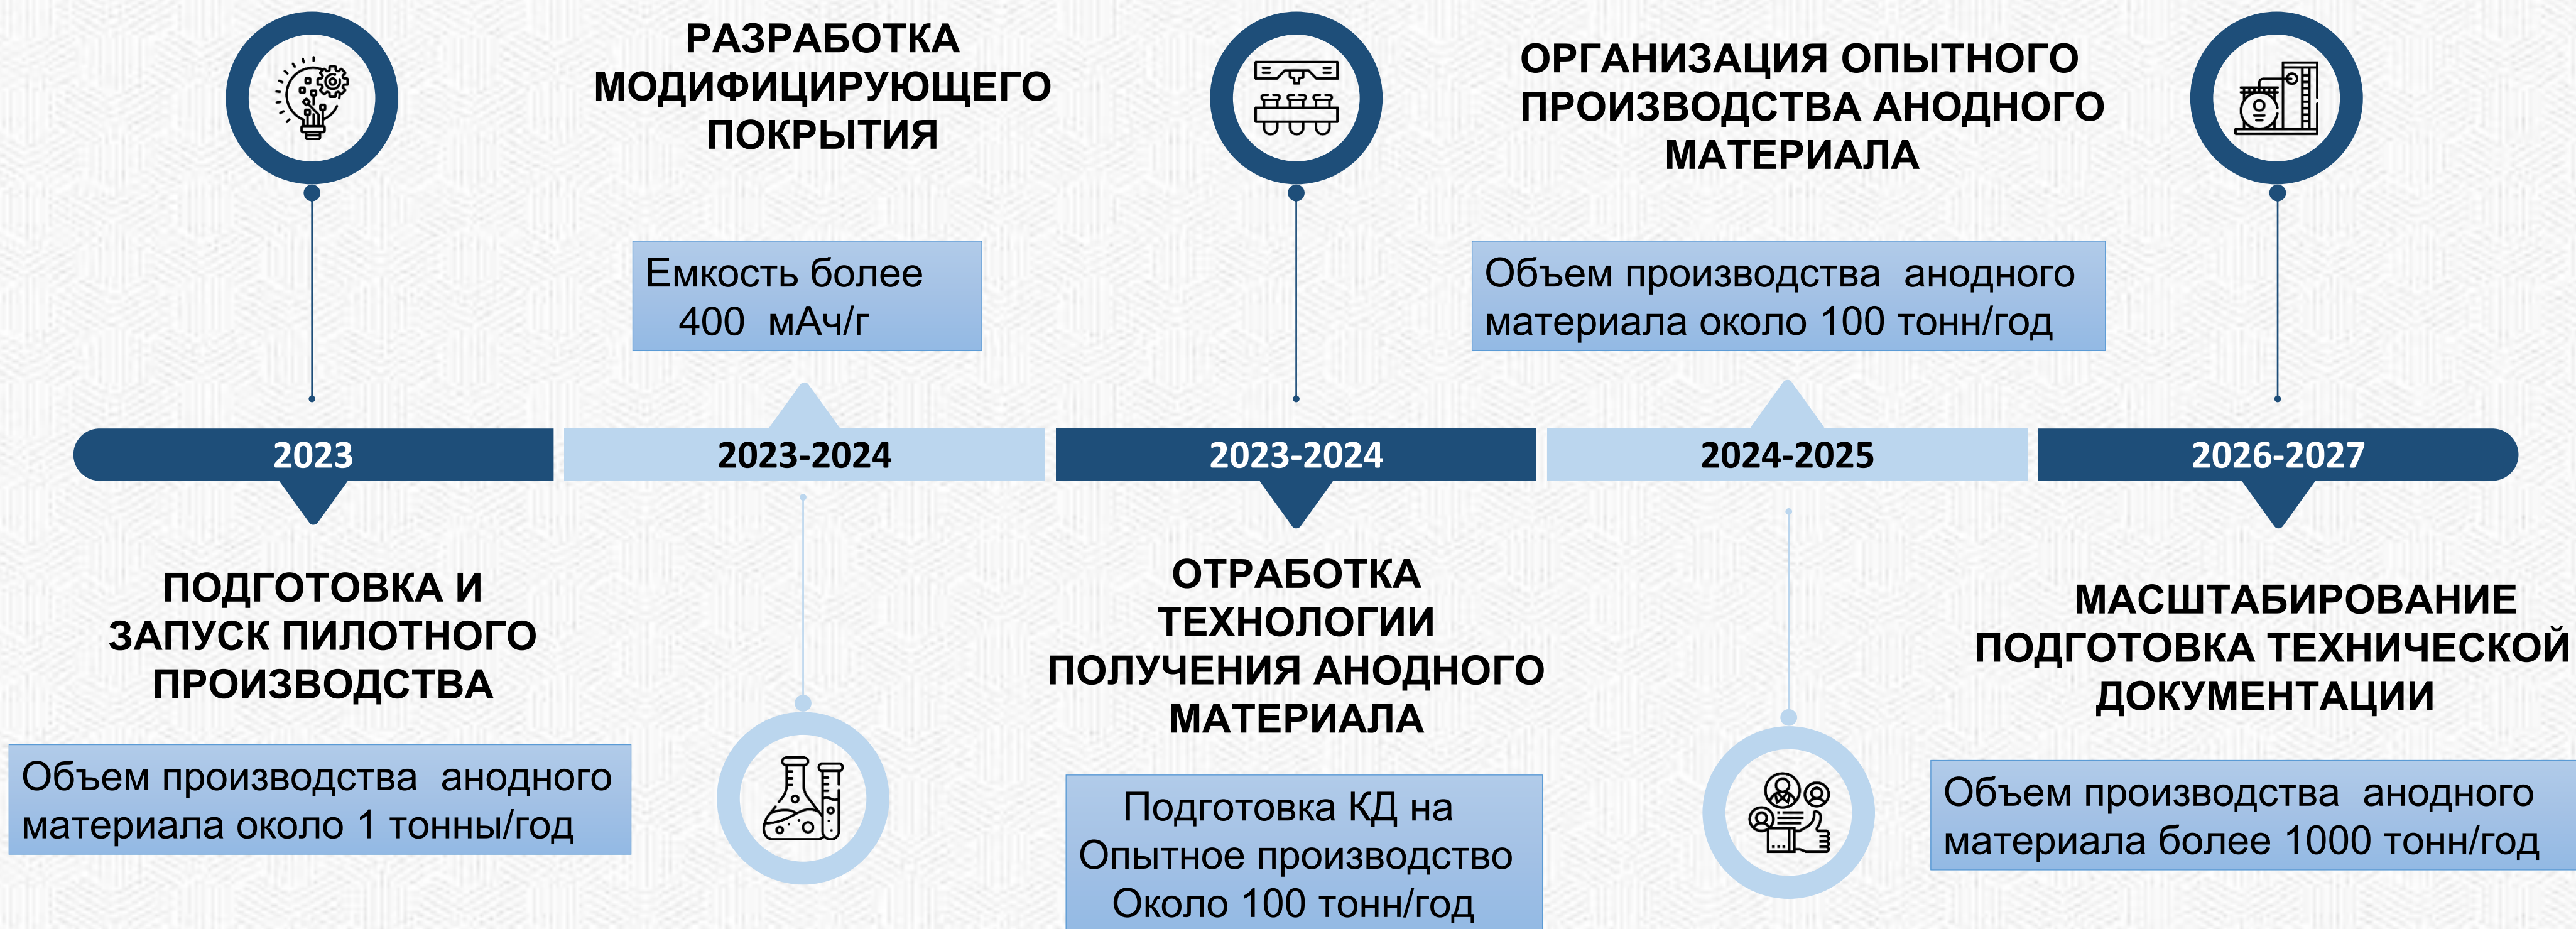 РАЗРАБОТКА
МОДИФИЦИРУЮЩЕГО
ПОКРЫТИЯ
ОРГАНИЗАЦИЯ ОПЫТНОГО
ПРОИЗВОДСТВА АНОДНОГО
МАТЕРИАЛА
Емкость более
400 мАч/г
Объем производства анодного
материала около 100 тонн/год
2023
2023-2024
2023-2024
2024-2025
2026-2027
ПОДГОТОВКА И
ЗАПУСК ПИЛОТНОГО
ПРОИЗВОДСТВА
Объем производства анодного
материала около 1 тонны/год
ОТРАБОТКА
ТЕХНОЛОГИИ
ПОЛУЧЕНИЯ АНОДНОГО
МАТЕРИАЛА
Подготовка КД на
Опытное производство
Около 100 тонн/год
МАСШТАБИРОВАНИЕ
ПОДГОТОВКА ТЕХНИЧЕСКОЙ
ДОКУМЕНТАЦИИ
Объем производства анодного
материала более 1000 тонн/год